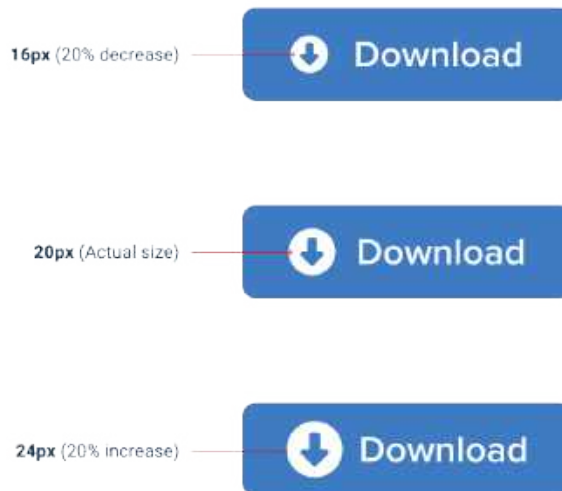 16px (20% decrease) Download
20px (Actual size) Download
24px (20% increase) Download